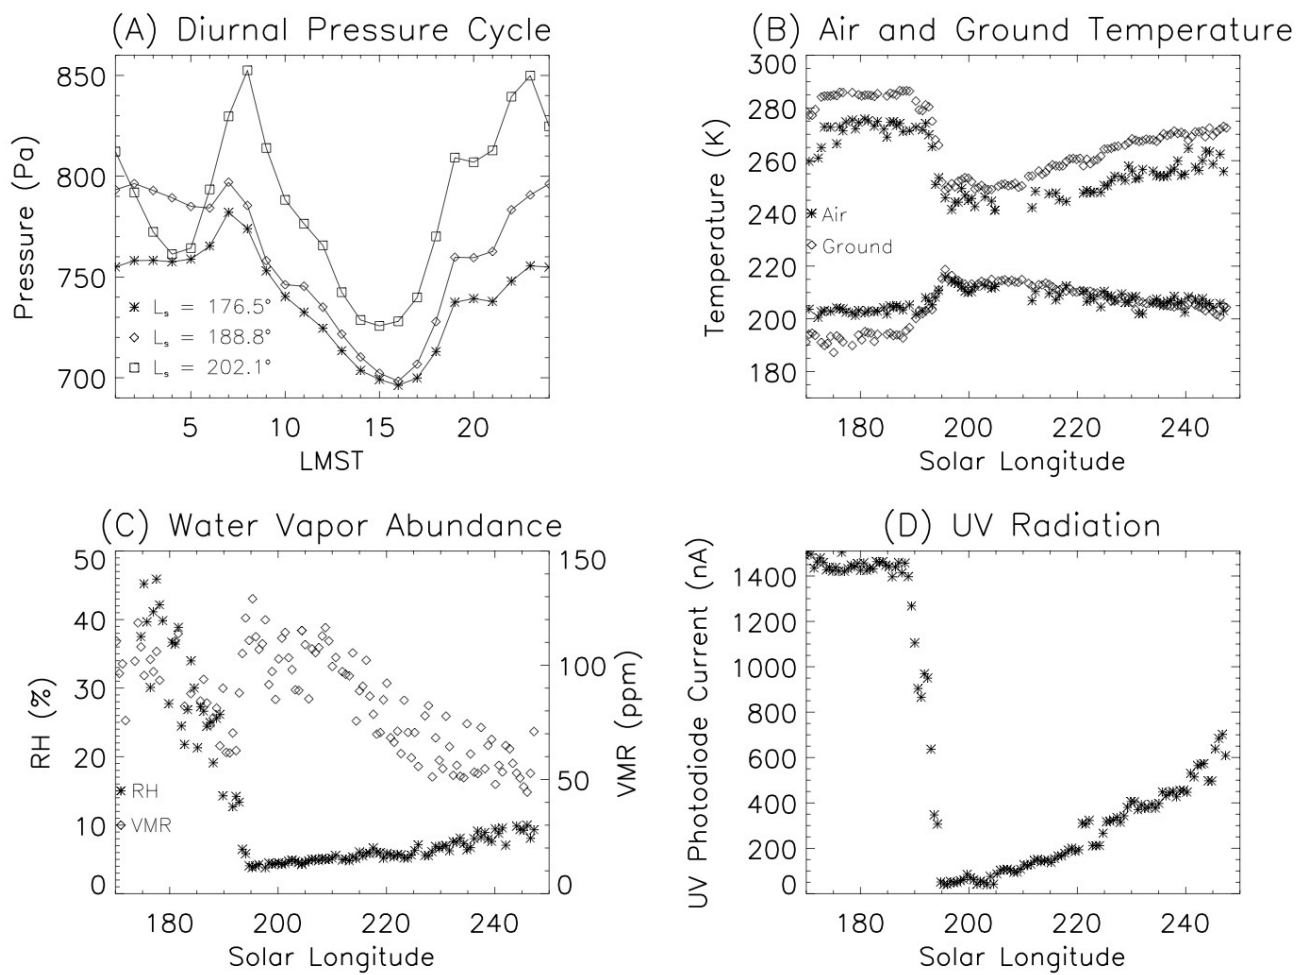 (A) Diurnal Pressure Cycle
850
800
750
700
Pressure (Pa)
Ls = 176.5°
Ls = 188.8°
Ls = 202.1°
5 10 15 20
LMST
(B) Air and Ground Temperature
300
280
260
240
220
200
180
Temperature (K) Temperature (K)
Air
Ground
180 200 220 240
Solar Longitude
(C) Water Vapor Abundance
50
40
30
20
10
0
RH (%)
150
100
50
0
VMR (ppm)
RH
VMR
180 200 220 240
Solar Longitude
(D) UV Radiation
1400
1200
1000
800
600
400
200
0
UV Photodiode Current (nA)
180 200 220 240
Solar Longitude